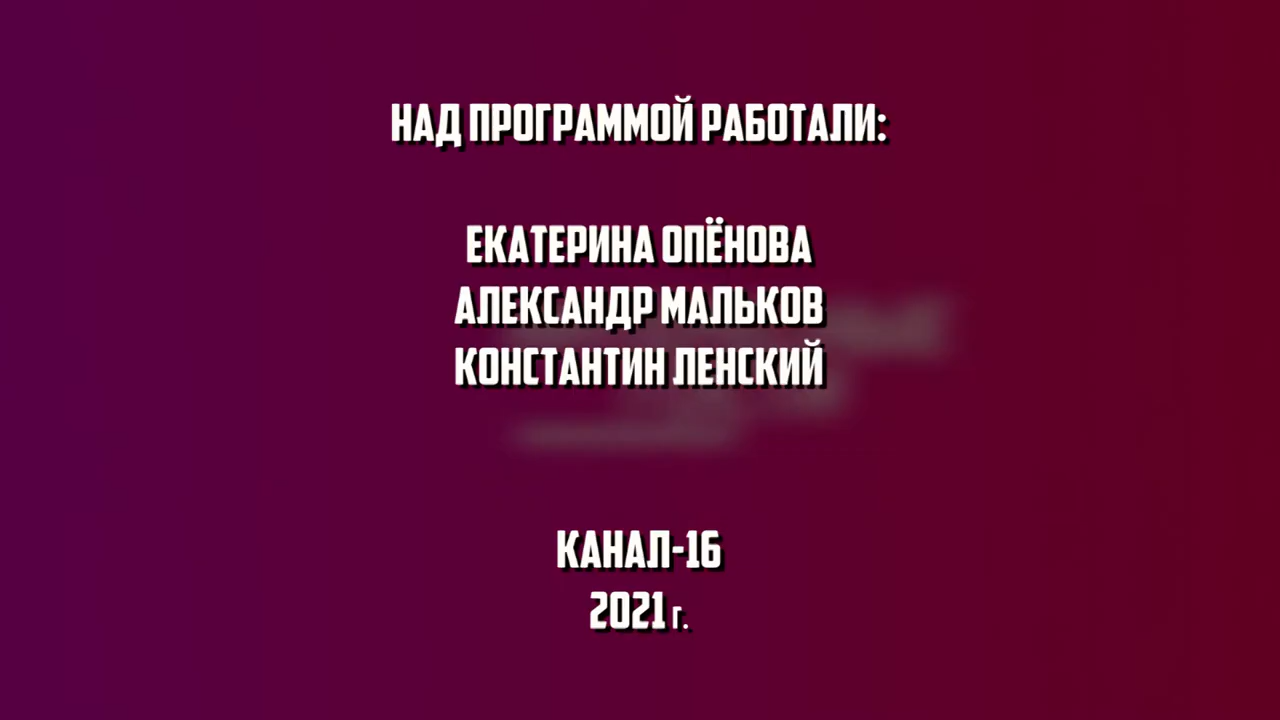 НАД ПРОГРАММОЙ РАБОТАЛИ:
ЕКАТЕРИНА ОПЁНОВА
АЛЕКСАНДР МАЛЬКОВ
КОНСТАНТИН ЛЕНСКИЙ
КАНАЛ-16
2021 г.